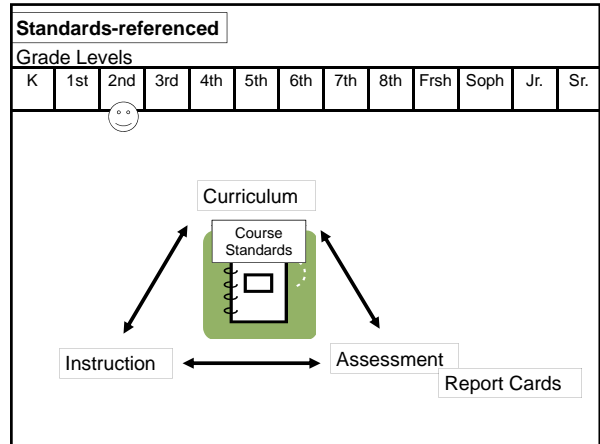 Standards-referenced
Grade Levels
K 1st 2nd 3rd 4th 5th 6th 7th 8th Frsh Soph Jr. Sr.
Curriculum
Course
Standards
Instruction
Assessment
Report Cards